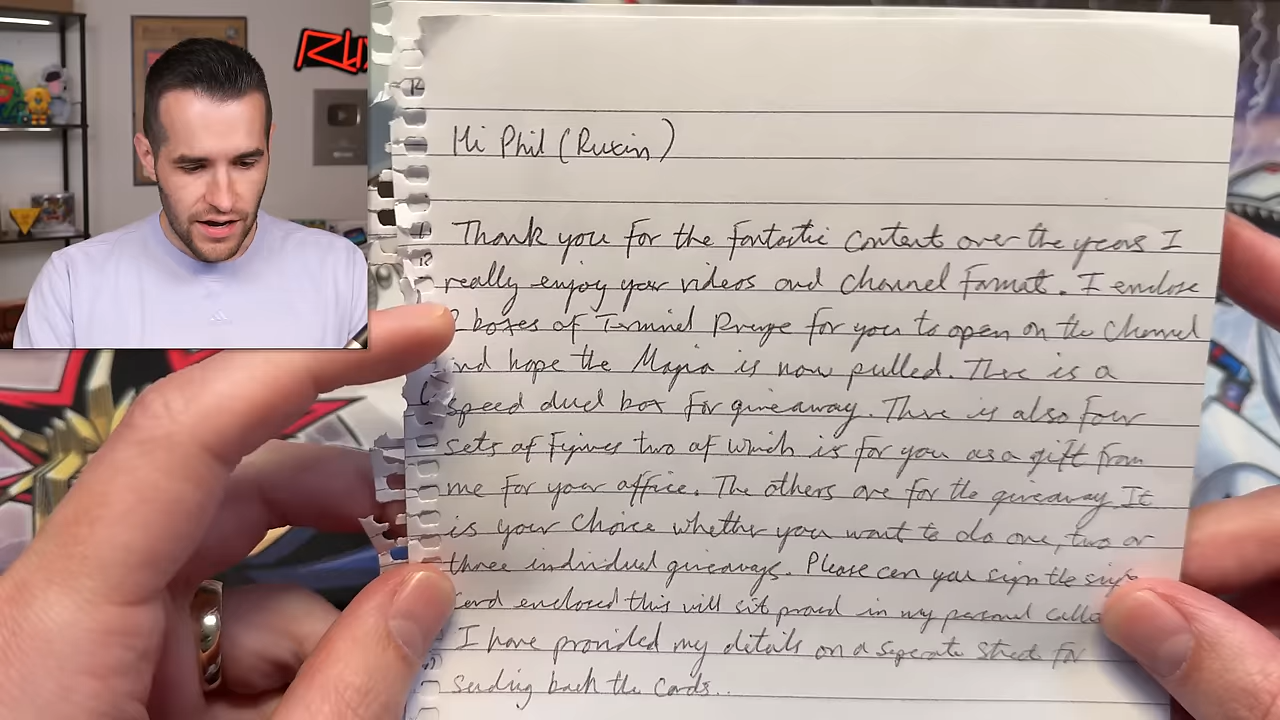 Rux
Hi Phil (Ruxin)
Thank you for the fantastic content over the years I
really enjoy your videos and channel format. I enclose
boxes of Terminal Prvge for you to open on the channel
and hope the Magia is now pulled. There is a
speed duel box for giveaway. There is also four
sets of figures two of which is for you as a gift from
me for your office. The others are for the giveaway It
is your choice whether you want to do one, two or
three individual giveaways. Please can you sign the
card enclosed this will sit proud in my personal
I have provided my details on a seperate sheet for
sending back the cards..